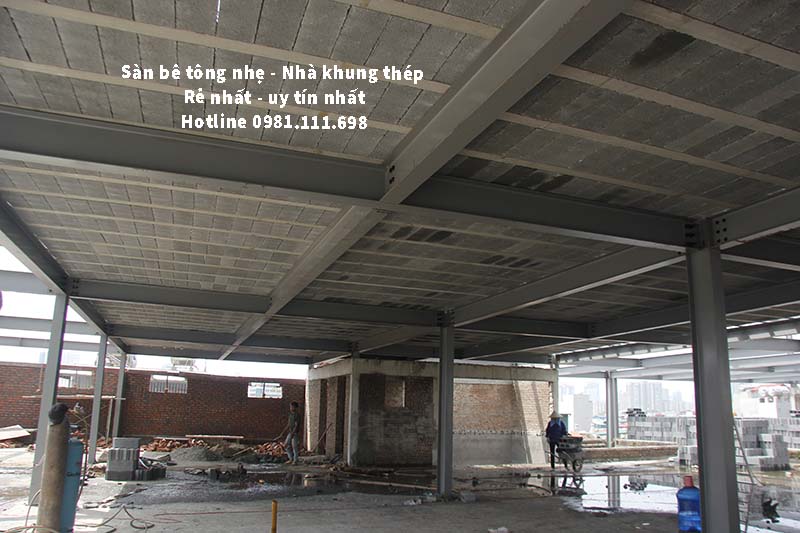 Sàn bê tông nhẹ - Nhà khung thép
Rẻ nhất - uy tín nhất
Hotline 0981.111.698